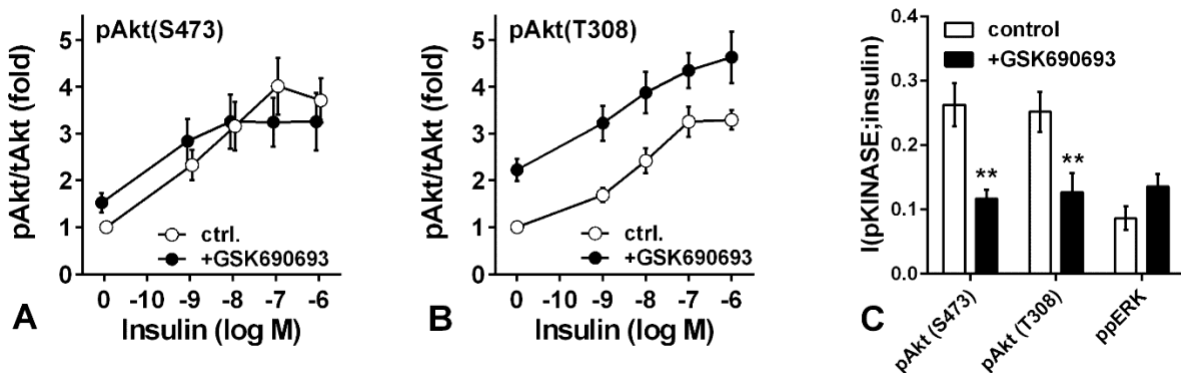 pAkt(S473)
pAkt/tAkt (fold)
5
4
3
2
1
0
ctrl.
+GSK690693
0 -10 -9 -8 -7 -6
Insulin (log M)
A
pAkt(T308)
pAkt/tAkt (fold)
5
4
3
2
1
0
ctrl.
+GSK690693
0 -10 -9 -8 -7 -6
Insulin (log M)
B
control
+GSK690693
I(pKINASE;insulin)
0.4
0.3
0.2
0.1
0.0
**
**
pAkt (S473)
pAkt (T308)
ppERK
C